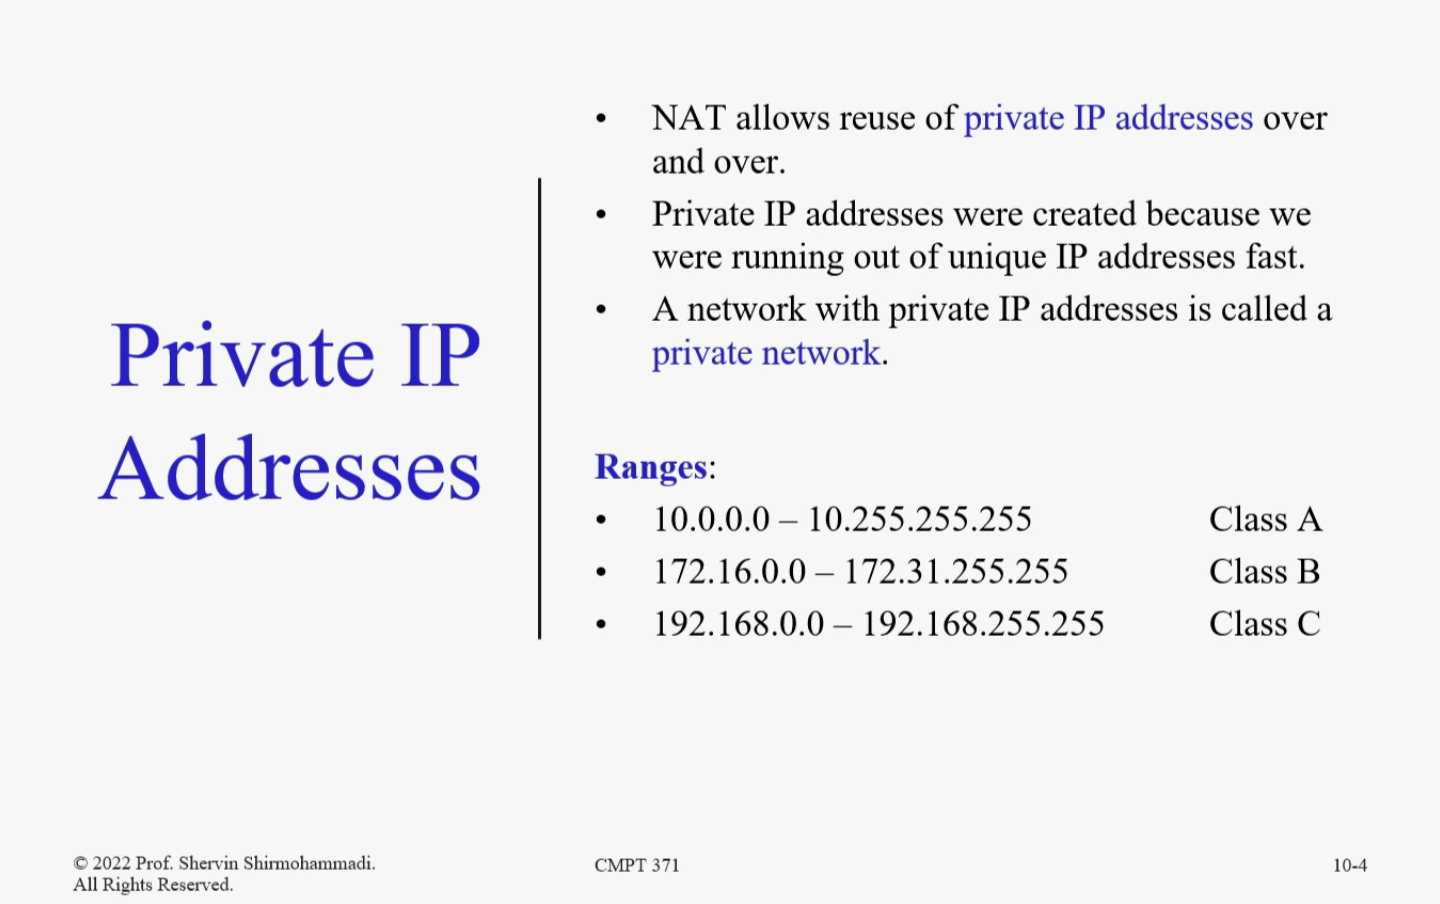 Private IP
Addresses
• NAT allows reuse of private IP addresses over
and over.
• Private IP addresses were created because we
were running out of unique IP addresses fast.
• A network with private IP addresses is called a
private network.
Ranges:
• 10.0.0.0 – 10.255.255.255 Class A
• 172.16.0.0 – 172.31.255.255 Class B
• 192.168.0.0 – 192.168.255.255 Class C
© 2022 Prof. Shervin Shirmohammadi.
All Rights Reserved.
CMPT 371
10-4